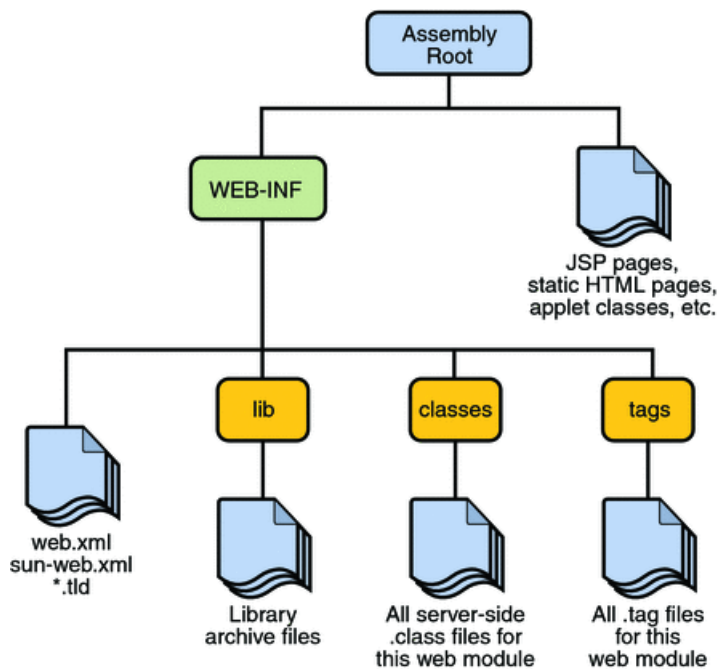 Assembly
Root
WEB-INF
JSP pages,
static HTML pages,
applet classes, etc.
lib
classes
tags
web.xml
sun-web.xml
*.tld
Library
archive files
All server-side
.class files for
this web module
All .tag files
for this
web module